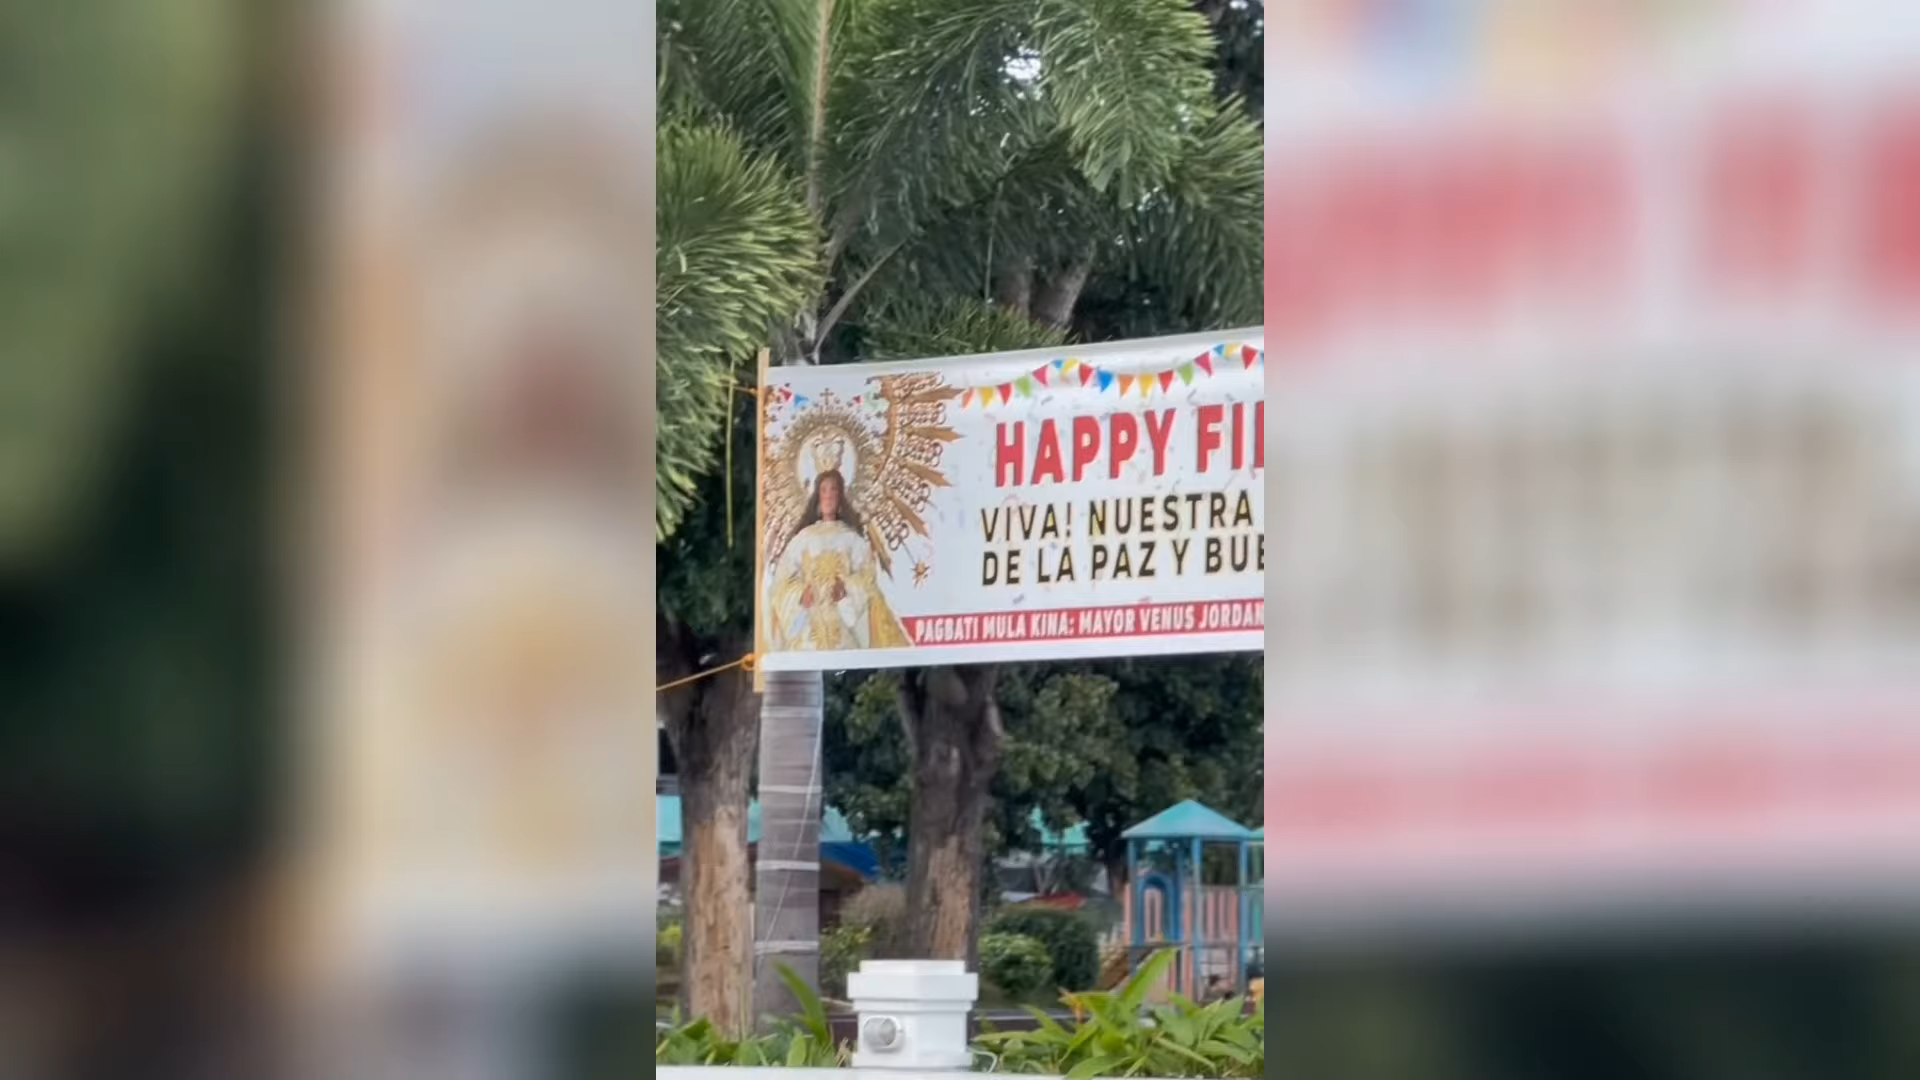 HAPPY FI
VIVA! NUESTRA
DE LA PAZ Y BUE
PAGBATI MULA KINA: MAYOR VENUS JORDAN